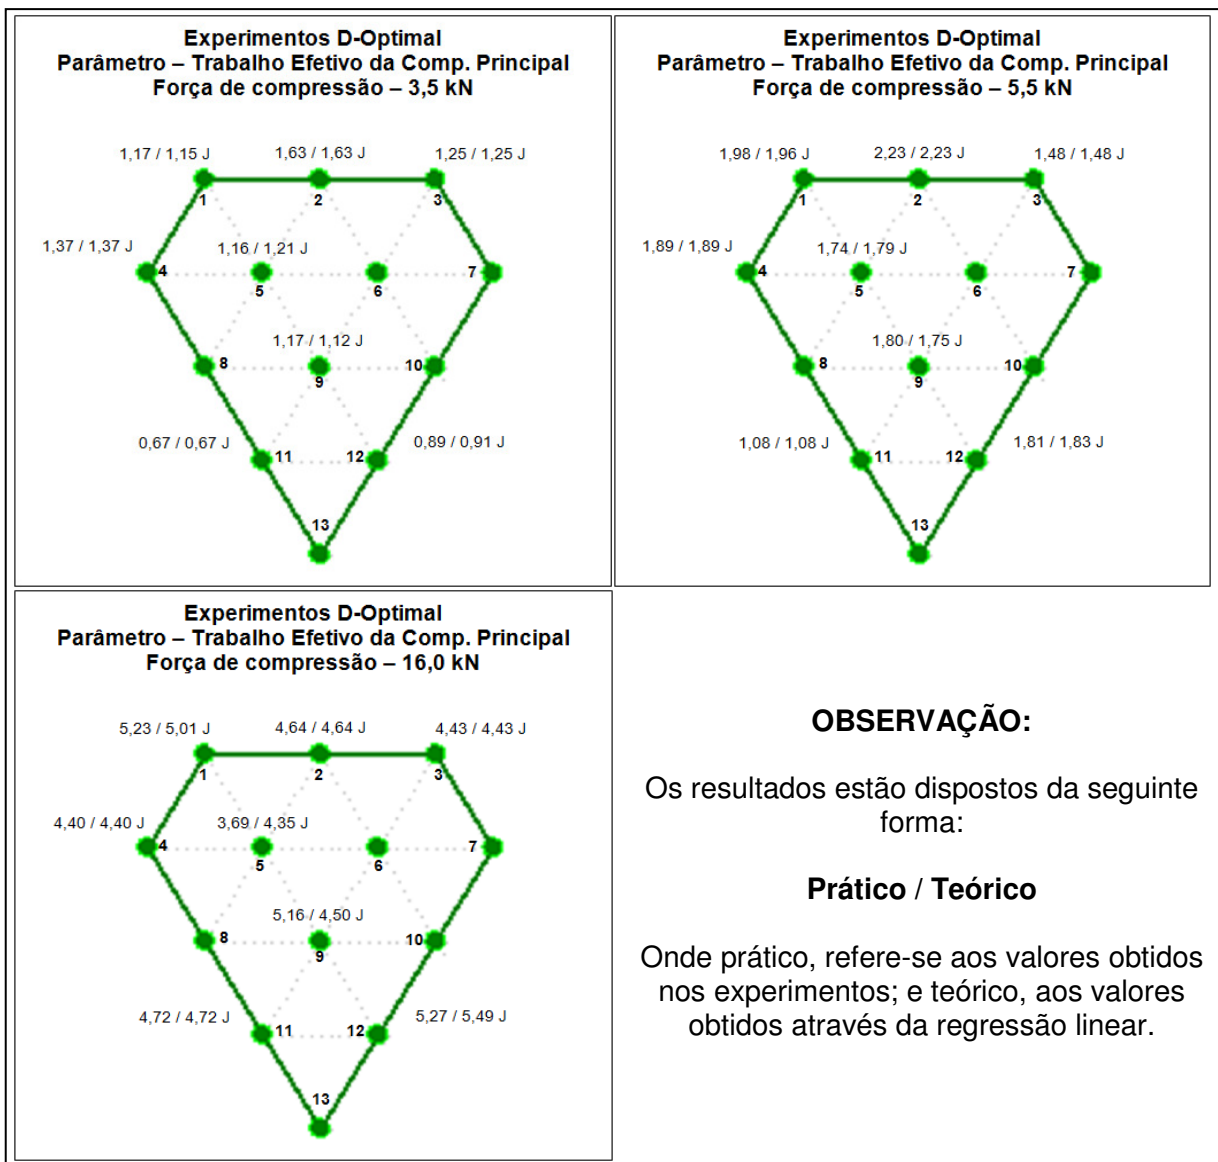 Experimentos D-Optimal
Parâmetro – Trabalho Efetivo da Comp. Principal
Força de compressão – 3,5 kN
1,17 / 1,15 J
1,63 / 1,63 J
1,25 / 1,25 J
1
2
3
1,37 / 1,37 J
4
1,16 / 1,21 J
5
6
7
1,17 / 1,12 J
8
9
10
0,67 / 0,67 J
11
12
0,89 / 0,91 J
13
Experimentos D-Optimal
Parâmetro – Trabalho Efetivo da Comp. Principal
Força de compressão – 5,5 kN
1,98 / 1,96 J
2,23 / 2,23 J
1,48 / 1,48 J
1
2
3
1,89 / 1,89 J
4
1,74 / 1,79 J
5
6
7
1,80 / 1,75 J
8
9
10
1,08 / 1,08 J
11
12
1,81 / 1,83 J
13
Experimentos D-Optimal
Parâmetro – Trabalho Efetivo da Comp. Principal
Força de compressão – 16,0 kN
5,23 / 5,01 J
4,64 / 4,64 J
4,43 / 4,43 J
1
2
3
4,40 / 4,40 J
4
3,69 / 4,35 J
5
6
7
5,16 / 4,50 J
8
9
10
4,72 / 4,72 J
11
12
5,27 / 5,49 J
13
OBSERVAÇÃO:
Os resultados estão dispostos da seguinte
forma:
Prático / Teórico
Onde prático, refere-se aos valores obtidos
nos experimentos; e teórico, aos valores
obtidos através da regressão linear.